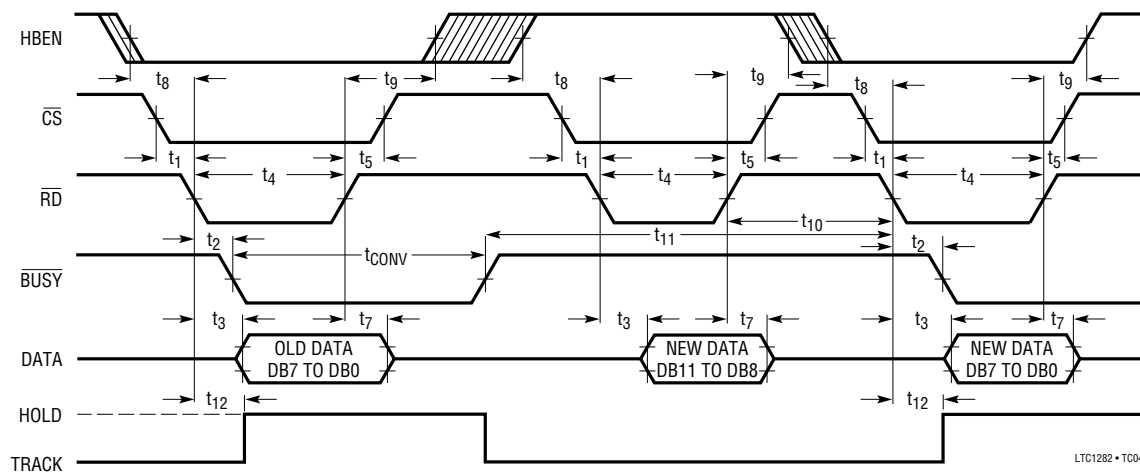 HBEN
t8 t9 t8 t9 t8 t9
CS
t1 t4 t5 t1 t4 t5 t1 t4 t5
RD
t2 tCONV t11 t10 t2
BUSY
t3 t7 t3 t7 t3 t7
DATA
OLD DATA
DB7 TO DB0
NEW DATA
DB11 TO DB8
NEW DATA
DB7 TO DB0
t12 t12
HOLD
TRACK
LTC1282 • TC04